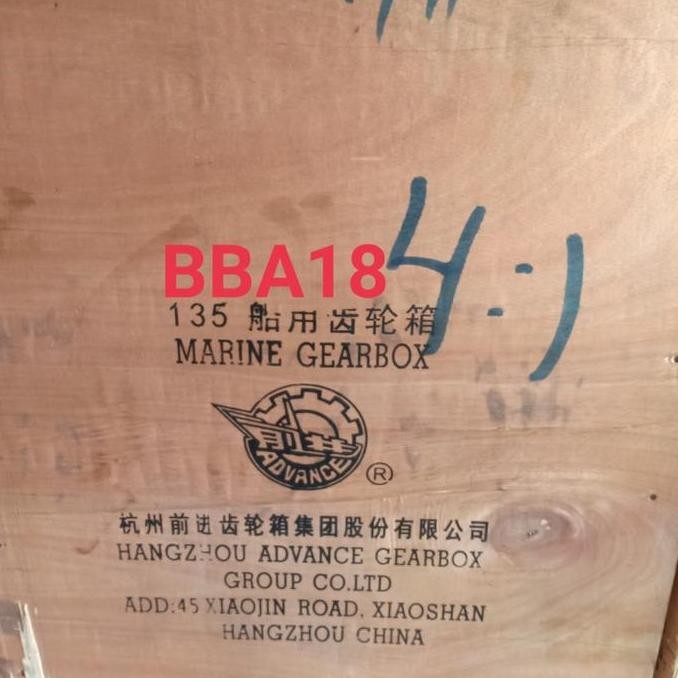 4:1
BBA18
135 船用齿轮箱
MARINE GEARBOX
前进
ADVANCE
®
杭州前进齿轮箱集团股份有限公司
HANGZHOU ADVANCE GEARBOX
GROUP CO.LTD
ADD:45 XIAOJIN ROAD, XIAOSHAN
HANGZHOU CHINA